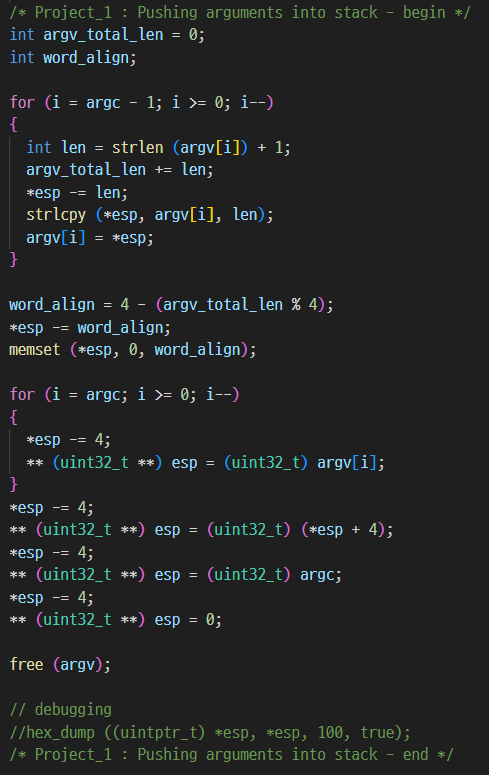 /* Project_1 : Pushing arguments into stack - begin */
int argv_total_len = 0;
int word_align;

for (i = argc - 1; i >= 0; i--)
{
  int len = strlen (argv[i]) + 1;
  argv_total_len += len;
  *esp -= len;
  strlcpy (*esp, argv[i], len);
  argv[i] = *esp;
}

word_align = 4 - (argv_total_len % 4);
*esp -= word_align;
memset (*esp, 0, word_align);

for (i = argc; i >= 0; i--)
{
  *esp -= 4;
  ** (uint32_t **) esp = (uint32_t) argv[i];
}
*esp -= 4;
** (uint32_t **) esp = (uint32_t) (*esp + 4);
*esp -= 4;
** (uint32_t **) esp = (uint32_t) argc;
*esp -= 4;
** (uint32_t **) esp = 0;

free (argv);

// debugging
//hex_dump ((uintptr_t) *esp, *esp, 100, true);
/* Project_1 : Pushing arguments into stack - end */